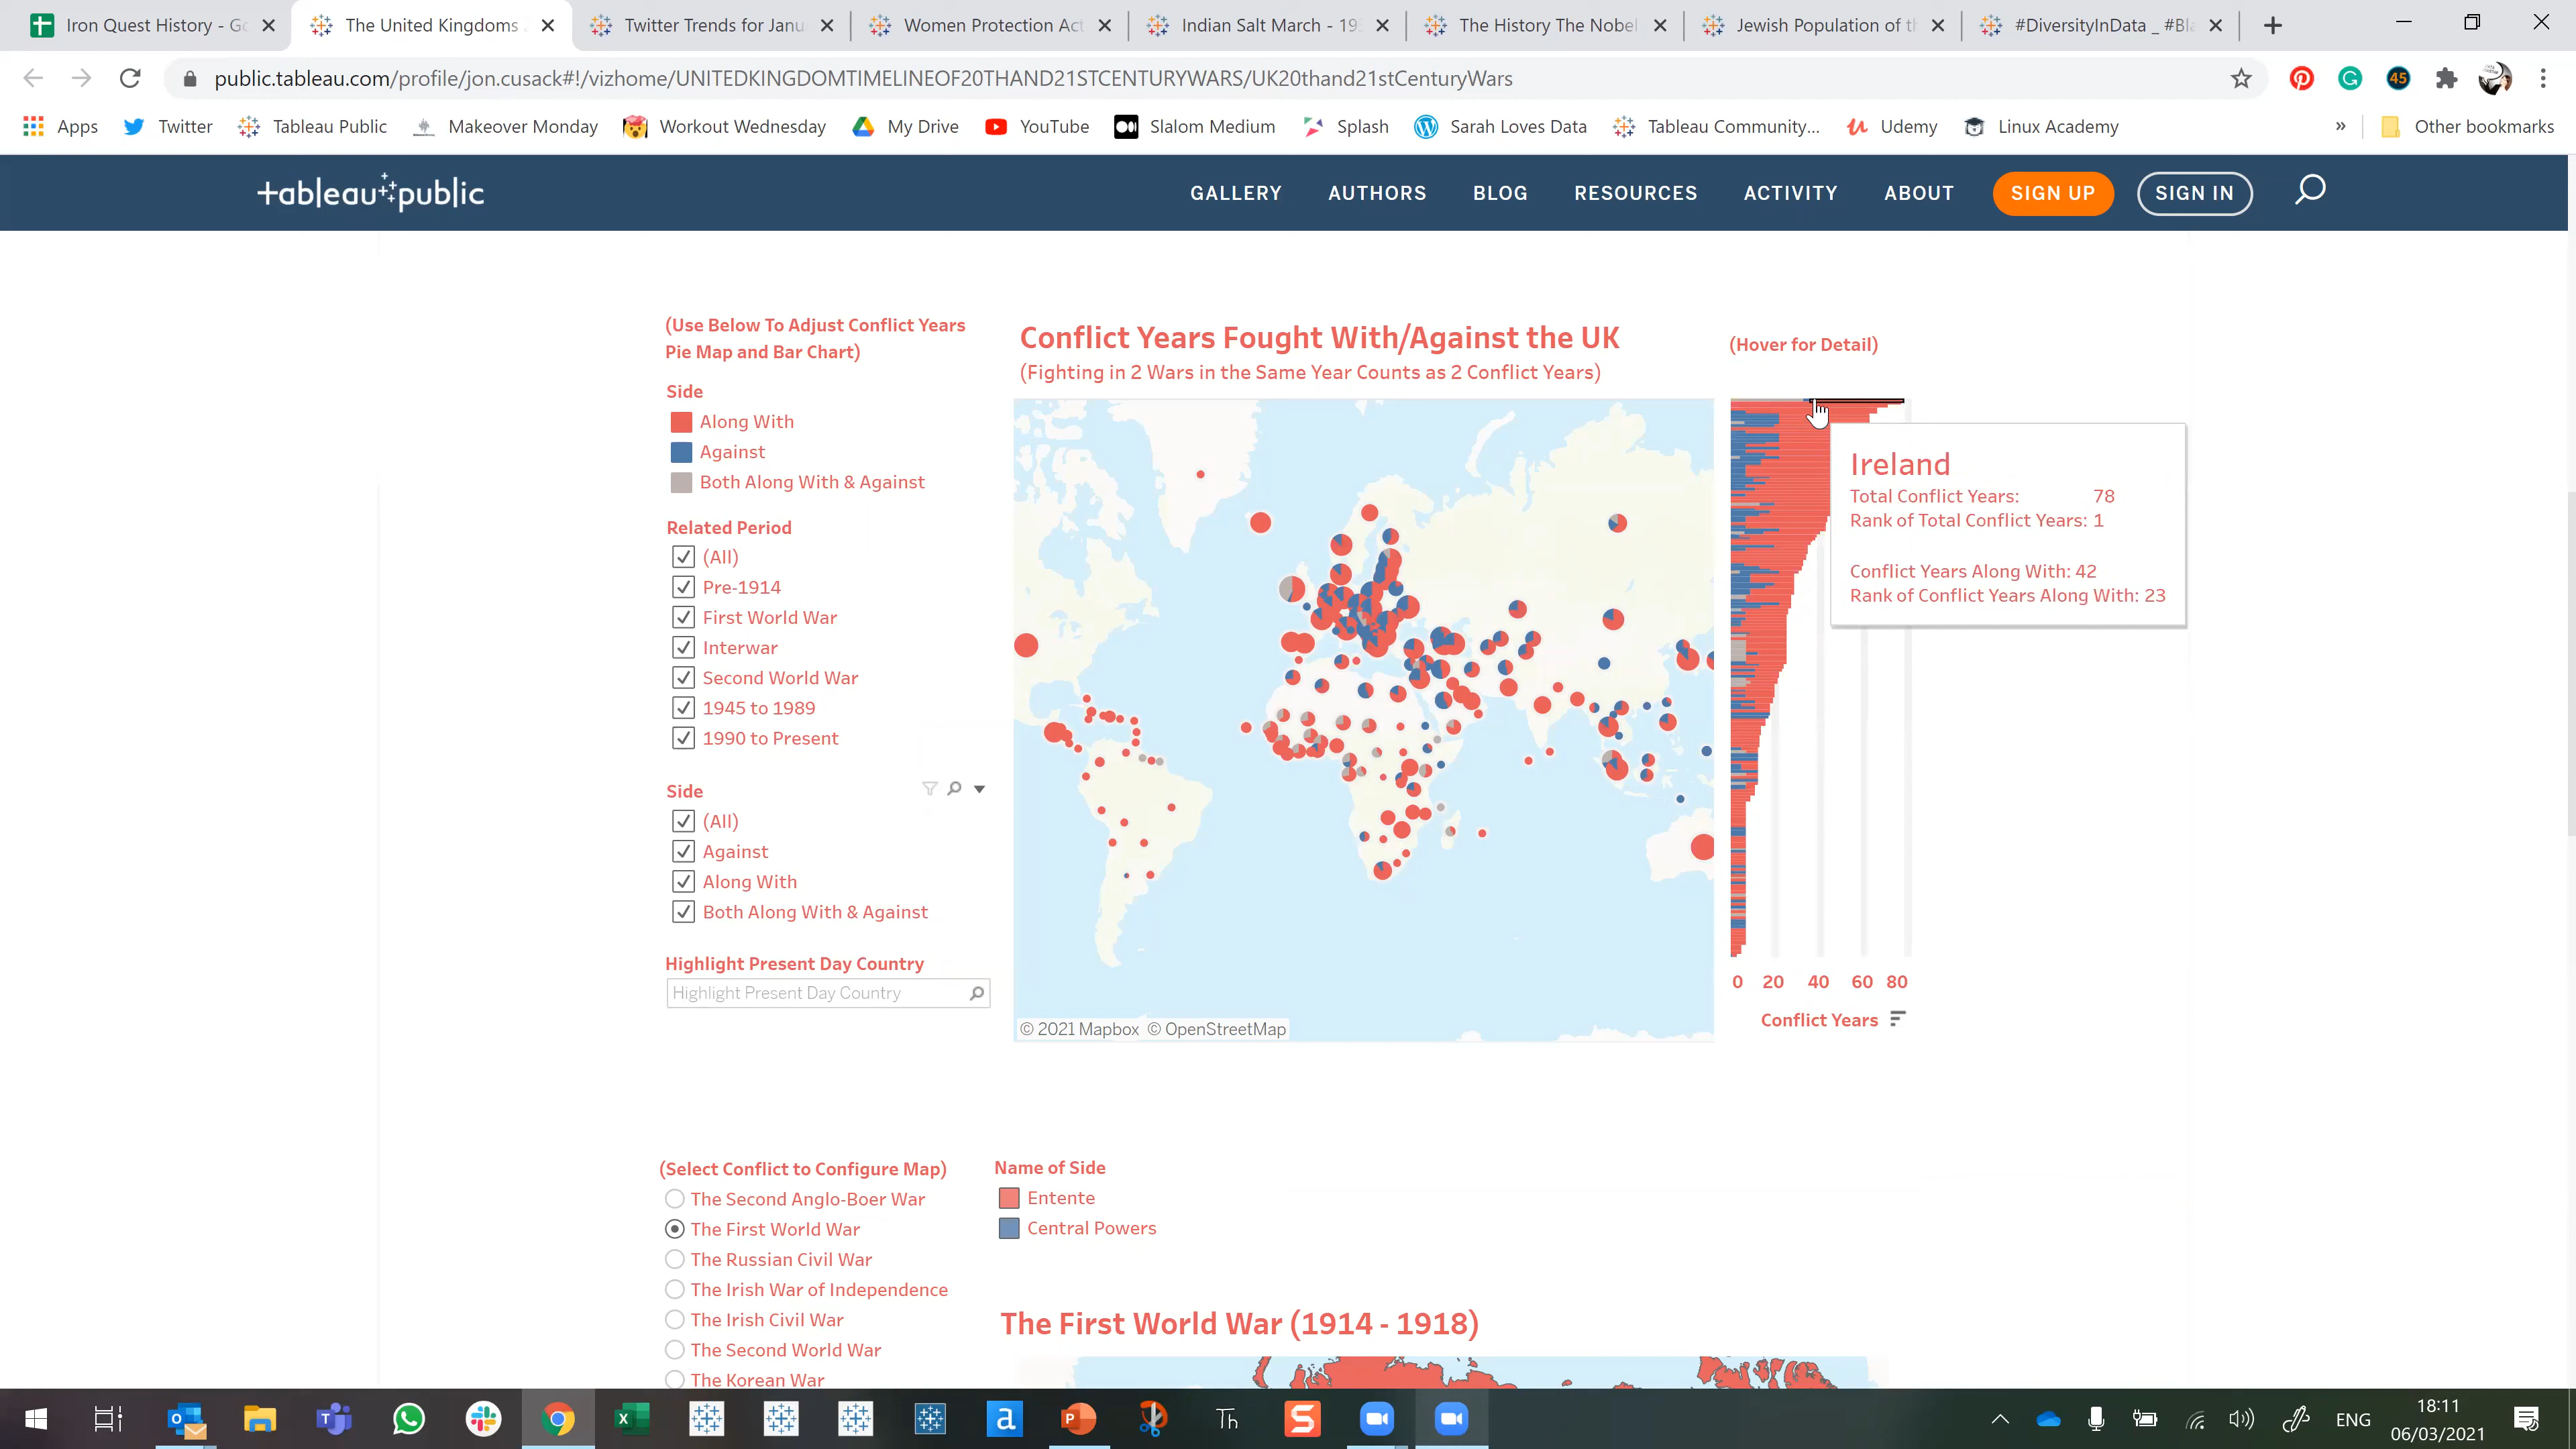 Iron Quest History - Go
The United Kingdoms
Twitter Trends for Janu
Women Protection Act
Indian Salt March - 19
The History The Nobel
Jewish Population of th
#DiversityInData _ #Bla
public.tableau.com/profile/jon.cusack#!/vizhome/UNITEDKINGDOMTIMELINEOF20THAND21STCENTURYWARS/UK20thand21stCenturyWars
45
Apps
Twitter
Tableau Public
Makeover Monday
Workout Wednesday
My Drive
YouTube
Slalom Medium
Splash
Sarah Loves Data
Tableau Community...
Udemy
Linux Academy
»
Other bookmarks
tableau public
GALLERY
AUTHORS
BLOG
RESOURCES
ACTIVITY
ABOUT
SIGN UP
SIGN IN
(Use Below To Adjust Conflict Years
Pie Map and Bar Chart)
Side
Along With
Against
Both Along With & Against
Related Period
(All)
Pre-1914
First World War
Interwar
Second World War
1945 to 1989
1990 to Present
Side
(All)
Against
Along With
Both Along With & Against
Highlight Present Day Country
Highlight Present Day Country
Conflict Years Fought With/Against the UK
(Fighting in 2 Wars in the Same Year Counts as 2 Conflict Years)
© 2021 Mapbox © OpenStreetMap
(Hover for Detail)
Ireland
Total Conflict Years: 78
Rank of Total Conflict Years: 1
Conflict Years Along With: 42
Rank of Conflict Years Along With: 23
0 20 40 60 80
Conflict Years
(Select Conflict to Configure Map)
The Second Anglo-Boer War
The First World War
The Russian Civil War
The Irish War of Independence
The Irish Civil War
The Second World War
The Korean War
Name of Side
Entente
Central Powers
The First World War (1914 - 1918)
Th
ENG
18:11
06/03/2021